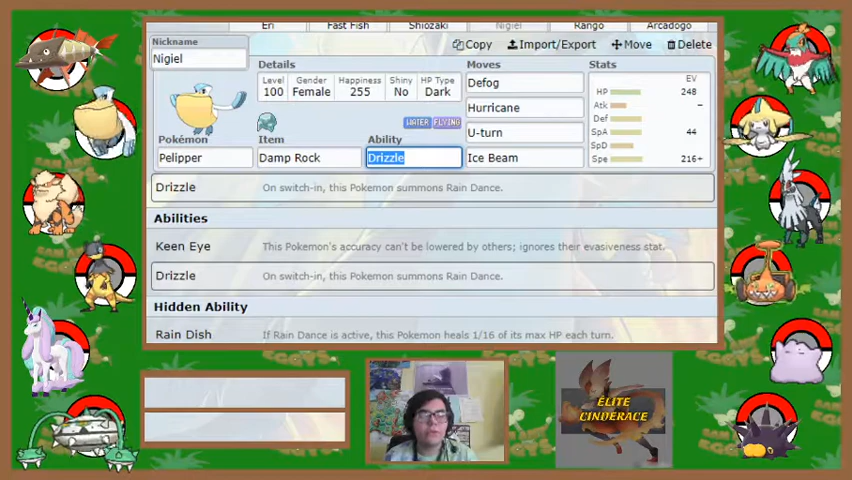 Eri Fast Fish Shiozaki Nigiel Rango Arcadogo
Nickname
Nigiel
Copy Import/Export Move Delete
Details
Level Gender Happiness Shiny HP Type
100 Female 255 No Dark
WATER FLYING
Pokémon
Pelipper
Item
Damp Rock
Ability
Drizzle
Moves
Defog
Hurricane
U-turn
Ice Beam
Stats
EV
HP 248
Atk –
Def
SpA 44
SpD
Spe 216+
Drizzle On switch-in, this Pokemon summons Rain Dance.
Abilities
Keen Eye This Pokemon's accuracy can't be lowered by others; ignores their evasiveness stat.
Drizzle On switch-in, this Pokemon summons Rain Dance.
Hidden Ability
Rain Dish If Rain Dance is active, this Pokemon heals 1/16 of its max HP each turn.
ÉLITE
CINDERACE